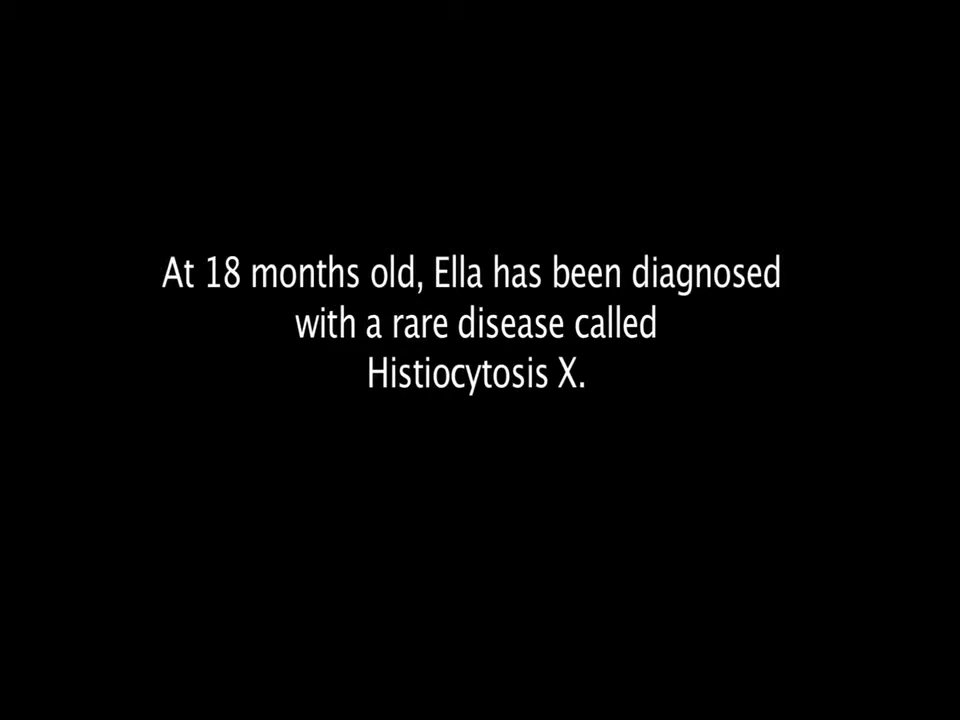 At 18 months old, Ella has been diagnosed
with a rare disease called
Histiocytosis X.